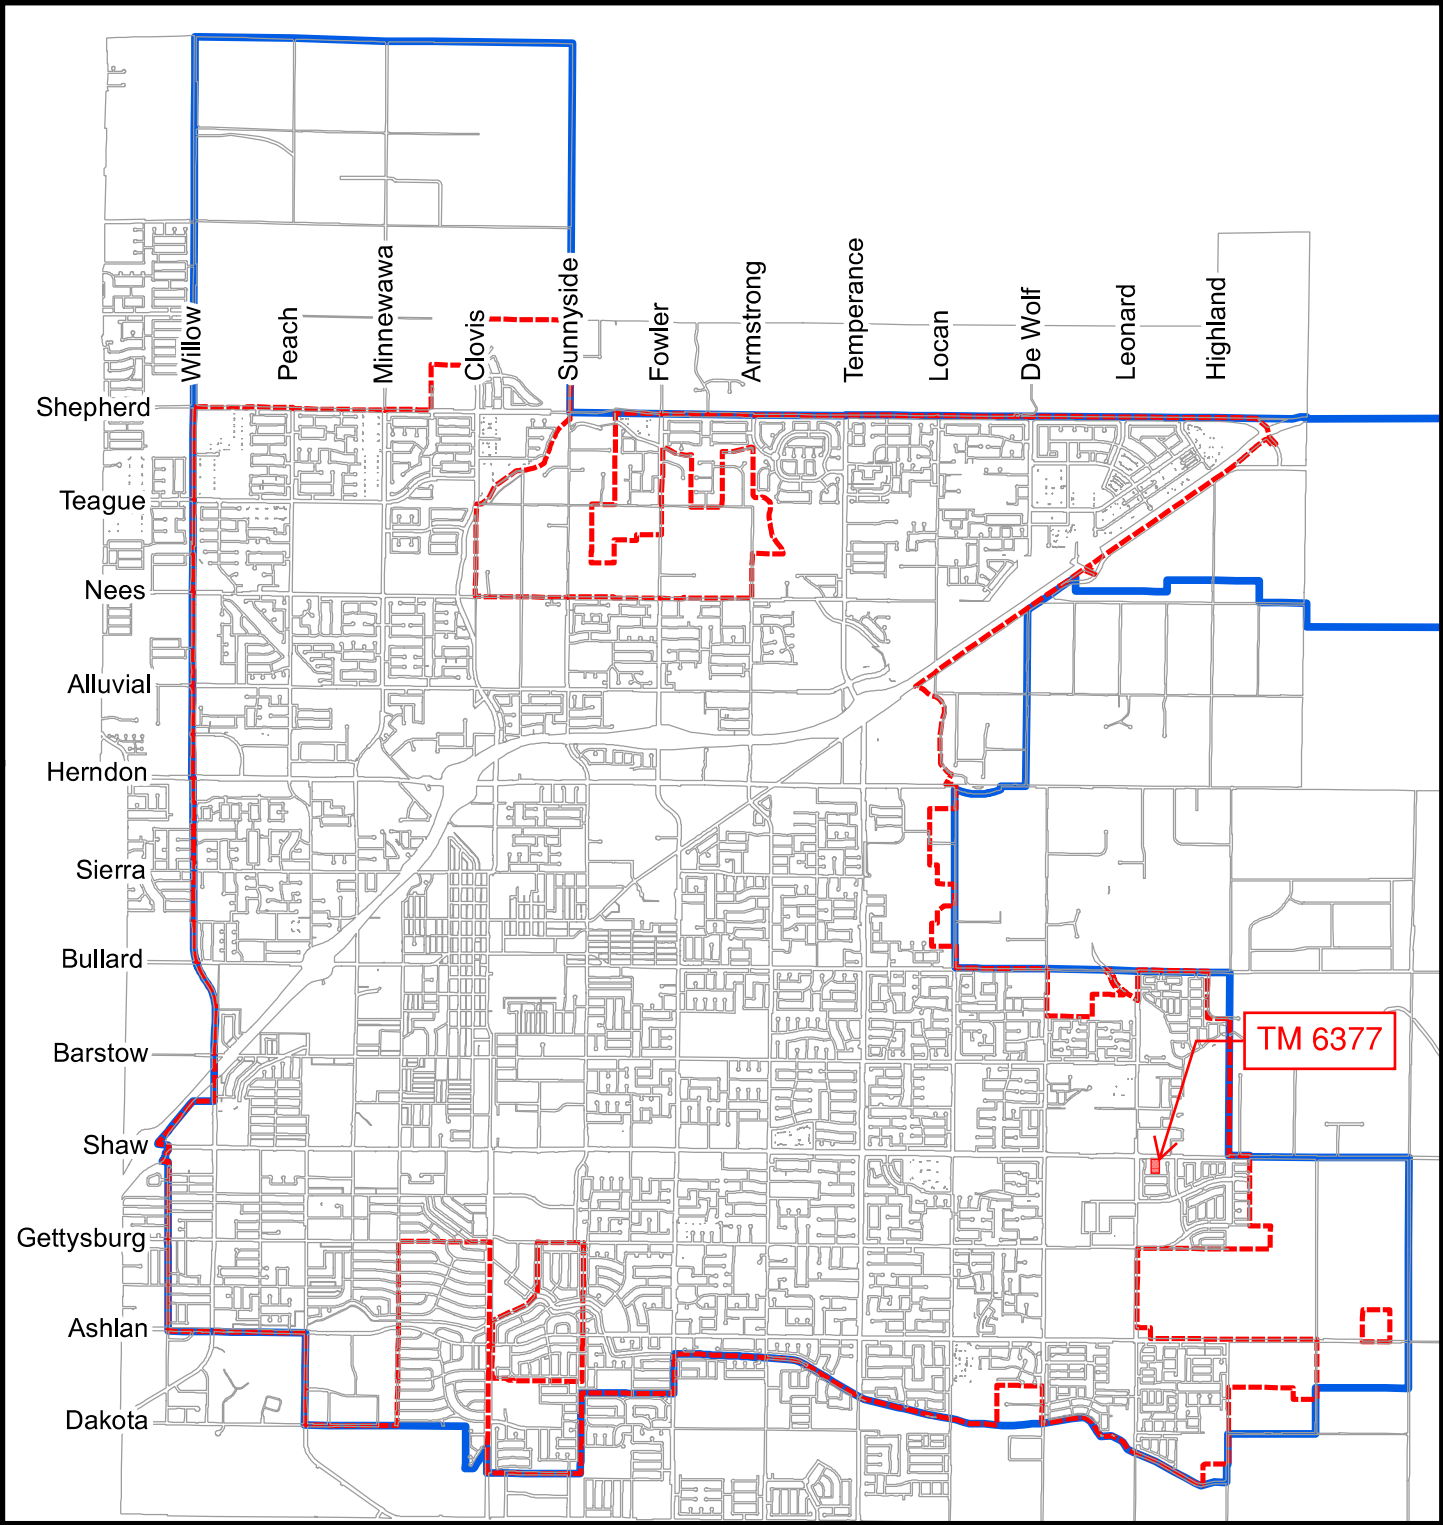 Willow
Peach
Minnewawa
Clovis
Sunnyside
Fowler
Armstrong
Temperance
Locan
De Wolf
Leonard
Highland
Shepherd
Teague
Nees
Alluvial
Herndon
Sierra
Bullard
Barstow
TM 6377
Shaw
Gettysburg
Ashlan
Dakota